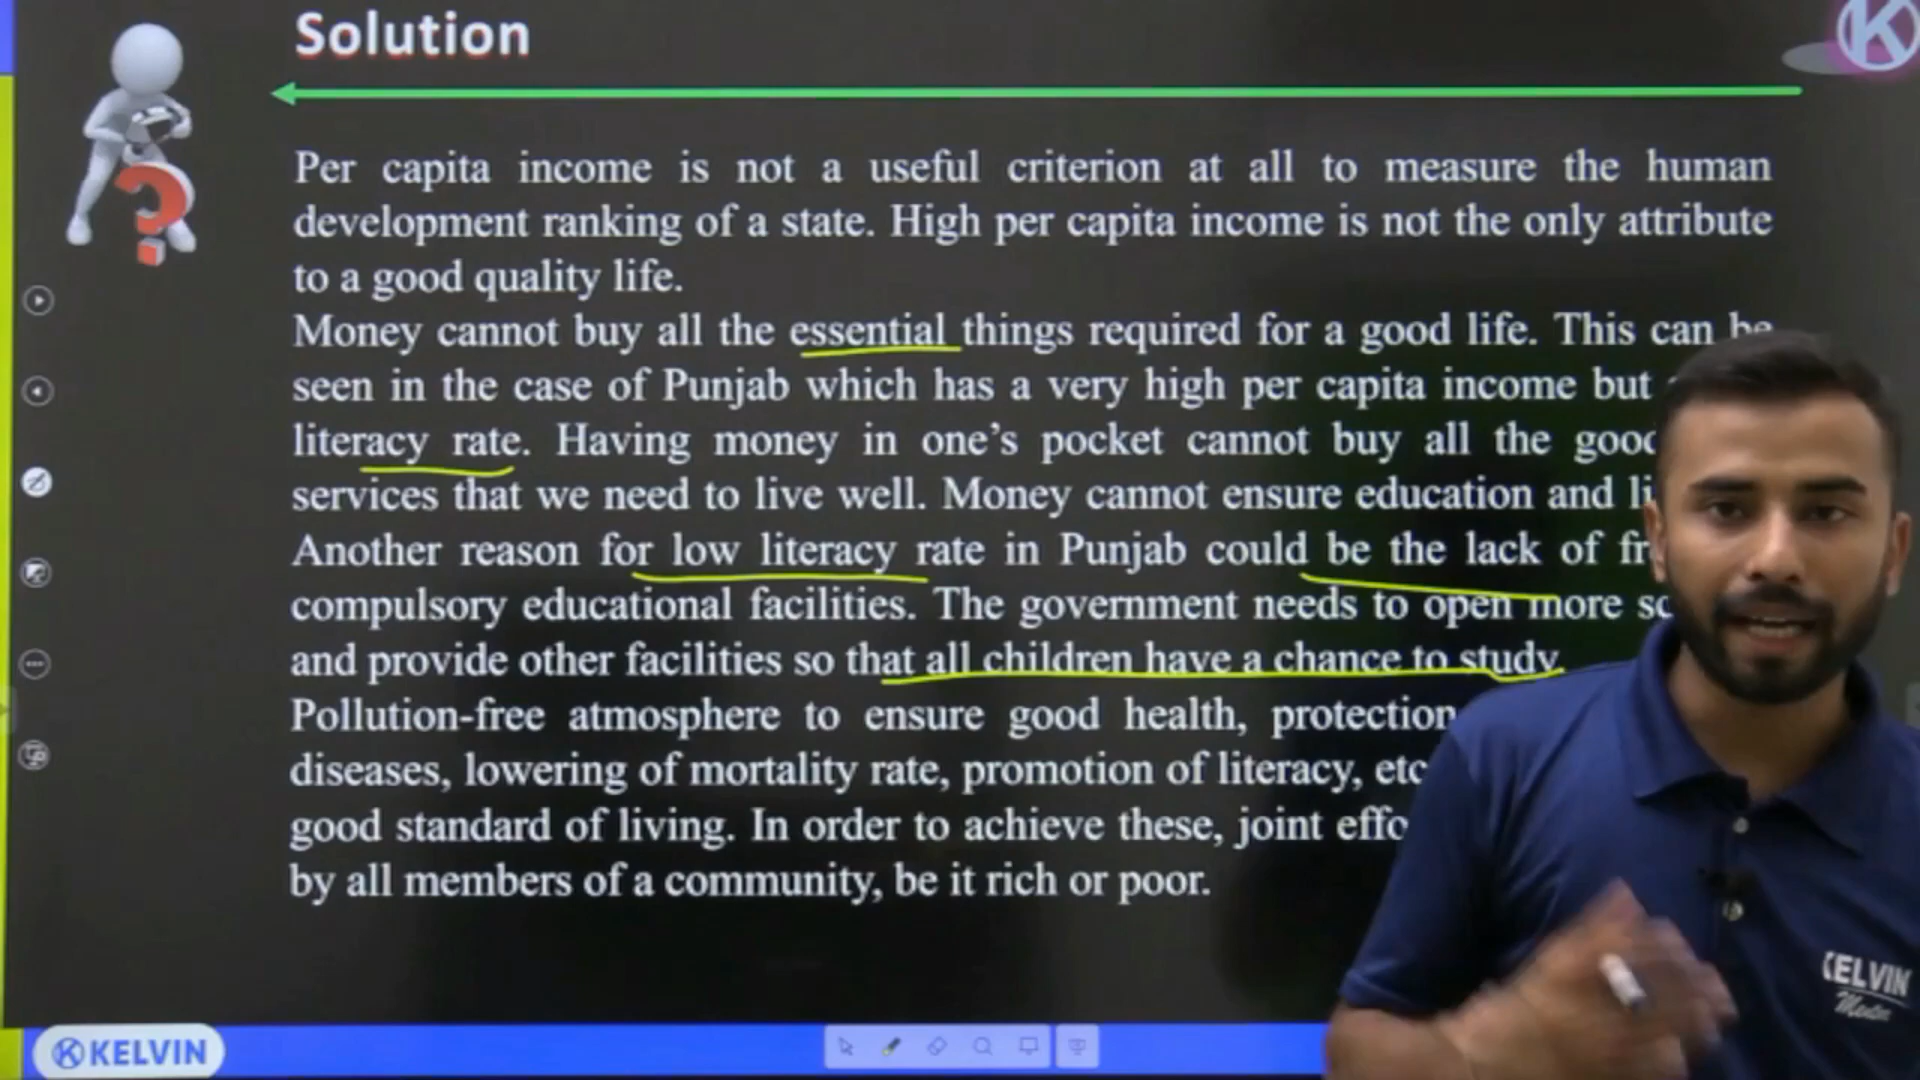 Solution
Per capita income is not a useful criterion at all to measure the human
development ranking of a state. High per capita income is not the only attribute
to a good quality life.
Money cannot buy all the essential things required for a good life. This can be
seen in the case of Punjab which has a very high per capita income but
literacy rate. Having money in one's pocket cannot buy all the
services that we need to live well. Money cannot ensure education and
Another reason for low literacy rate in Punjab could be the lack of
compulsory educational facilities. The government needs to open more
and provide other facilities so that all children have a chance to study.
Pollution-free atmosphere to ensure good health, protection
diseases, lowering of mortality rate, promotion of literacy, etc
good standard of living. In order to achieve these, joint
by all members of a community, be it rich or poor.
KELVIN
Mentor
KELVIN